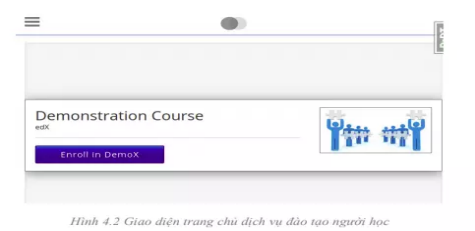 Demonstration Course
edX
Enroll in DemoX
Hình 4.2 Giao diện trang chủ dịch vụ đào tạo người học